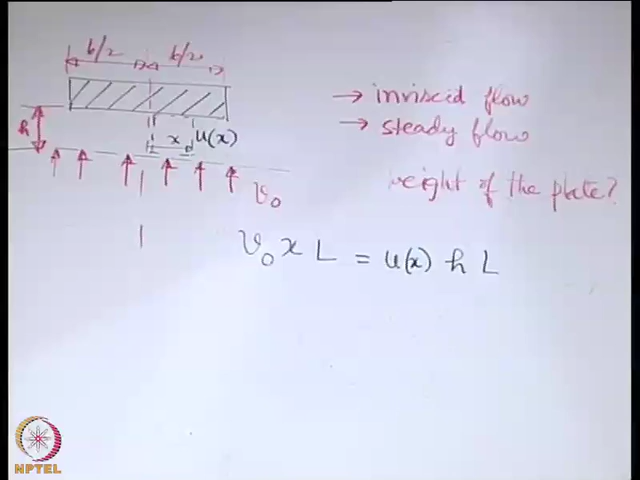 b/2 b/2
→ inviscid flow
h
x u(x)
→ steady flow
v₀
weight of the plate?
v₀ x L = u(x) h L
NPTEL